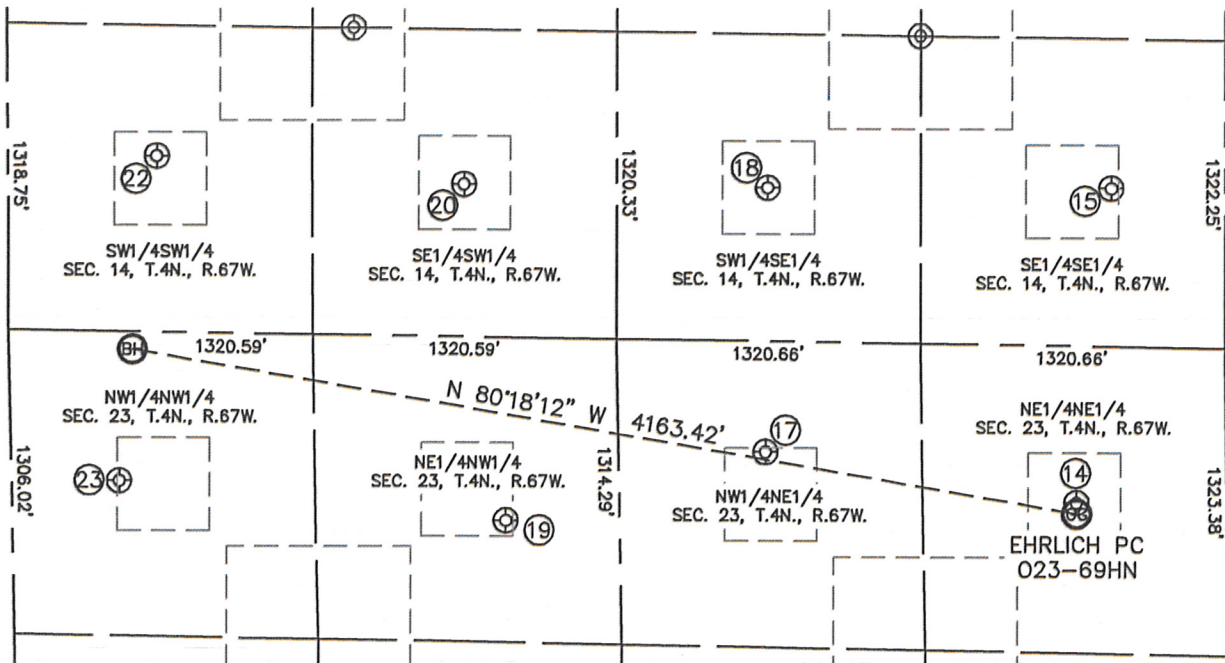 1318.75'
22
SW1/4SW1/4
SEC. 14, T.4N., R.67W.
20
SE1/4SW1/4
SEC. 14, T.4N., R.67W.
1320.33'
18
SW1/4SE1/4
SEC. 14, T.4N., R.67W.
15
SE1/4SE1/4
SEC. 14, T.4N., R.67W.
1322.25'
BH
1320.59'
1320.59'
1320.66'
1320.66'
N 80°18'12" W 4163.42'
NW1/4NW1/4
SEC. 23, T.4N., R.67W.
1306.02'
23
NE1/4NW1/4
SEC. 23, T.4N., R.67W.
19
1314.29'
17
NW1/4NE1/4
SEC. 23, T.4N., R.67W.
NE1/4NE1/4
SEC. 23, T.4N., R.67W.
14
1323.38'
EHRLICH PC
O23-69HN